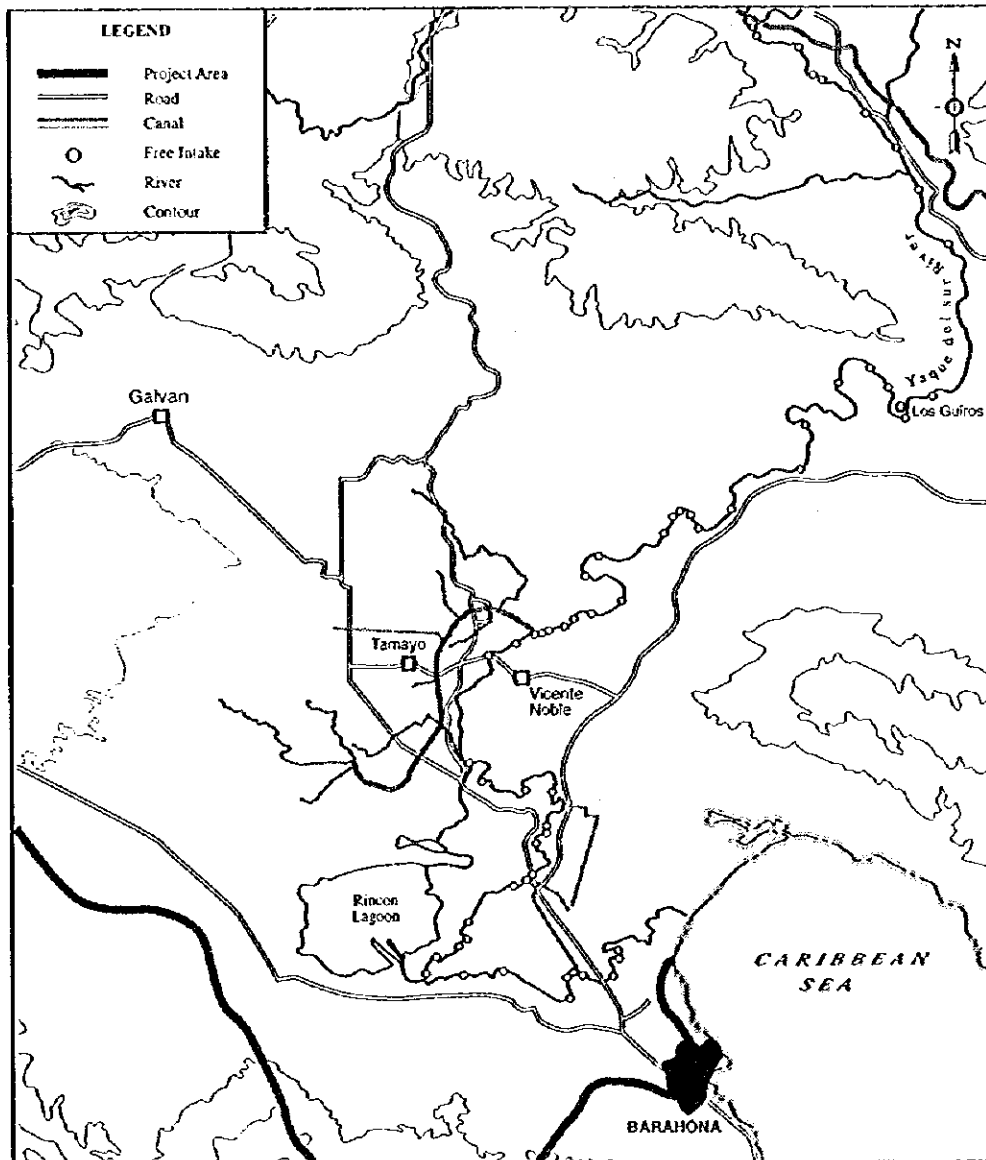 LEGEND
Project Area
Road
Canal
Free Intake
River
Contour
N
Yaque del sur River
Galvan
Los Guiros
Tamayo
Vicente
Noble
Rincon
Lagoon
CARIBBEAN
SEA
BARAHONA